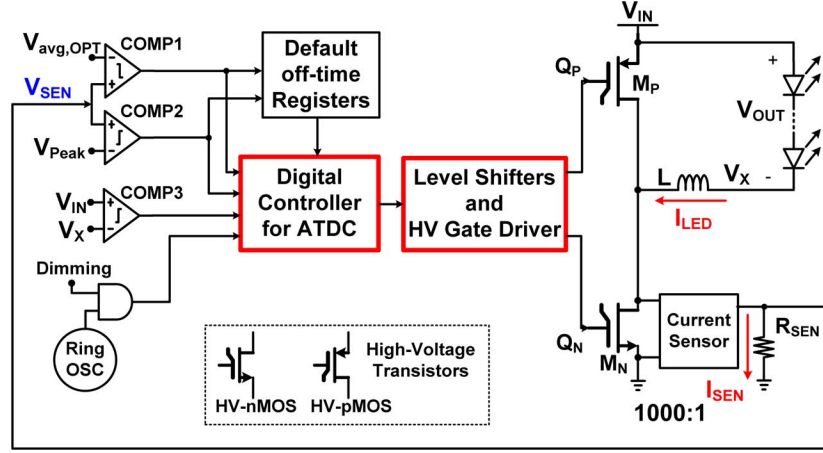 V_IN
COMP1
V_avg,OPT
-
+
Default
off-time
Registers
Q_P
M_P
+
V_SEN
COMP2
V_OUT
+
V_Peak
-
COMP3
Digital
Controller
for ATDC
Level Shifters
and
HV Gate Driver
L
V_X
-
V_IN
+
V_X
-
I_LED
Dimming
Ring
OSC
Current
Sensor
R_SEN
High-Voltage
Transistors
Q_N
M_N
HV-nMOS
HV-pMOS
I_SEN
1000:1